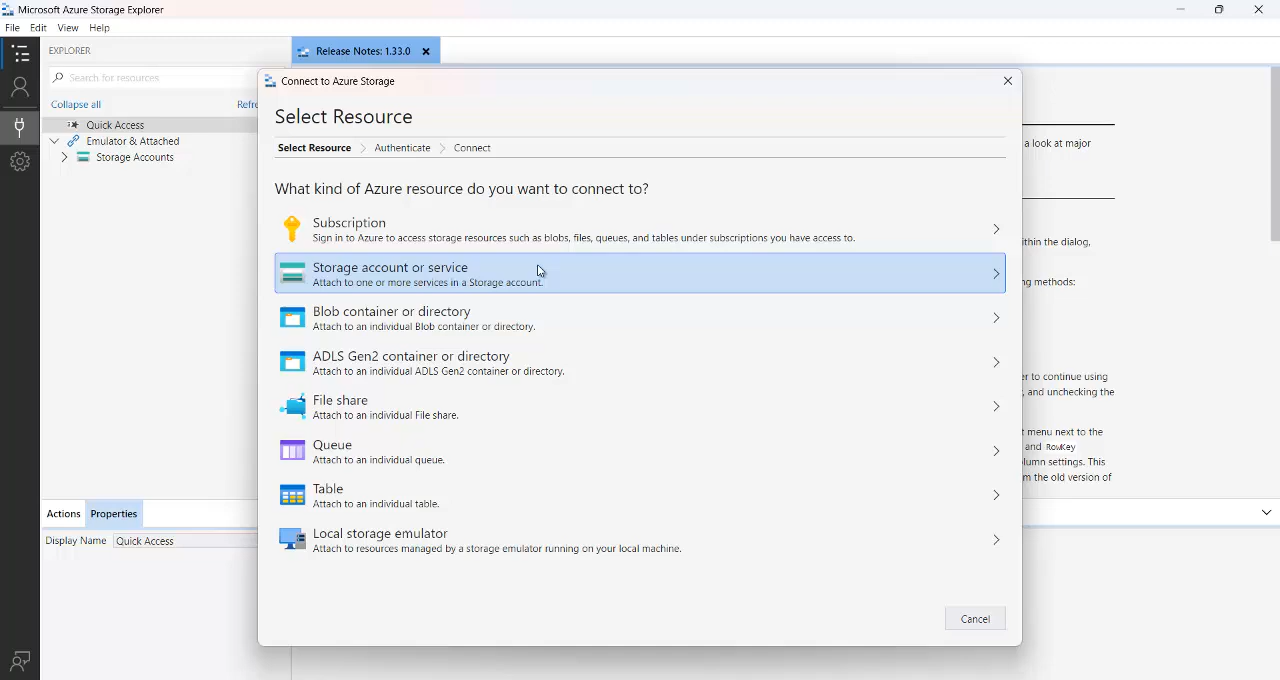 Microsoft Azure Storage Explorer
File Edit View Help
EXPLORER
Release Notes: 1.33.0
Search for resources
Collapse all
Refre
Quick Access
Emulator & Attached
Storage Accounts
Connect to Azure Storage
Select Resource
Select Resource Authenticate Connect
What kind of Azure resource do you want to connect to?
Subscription
Sign in to Azure to access storage resources such as blobs, files, queues, and tables under subscriptions you have access to.
Storage account or service
Attach to one or more services in a Storage account.
Blob container or directory
Attach to an individual Blob container or directory.
ADLS Gen2 container or directory
Attach to an individual ADLS Gen2 container or directory.
File share
Attach to an individual File share.
Queue
Attach to an individual queue.
Table
Attach to an individual table.
Local storage emulator
Attach to resources managed by a storage emulator running on your local machine.
Cancel
a look at major
ithin the dialog,
ng methods:
er to continue using
, and unchecking the
t menu next to the
and RowKey
lumn settings. This
m the old version of
Actions Properties
Display Name Quick Access